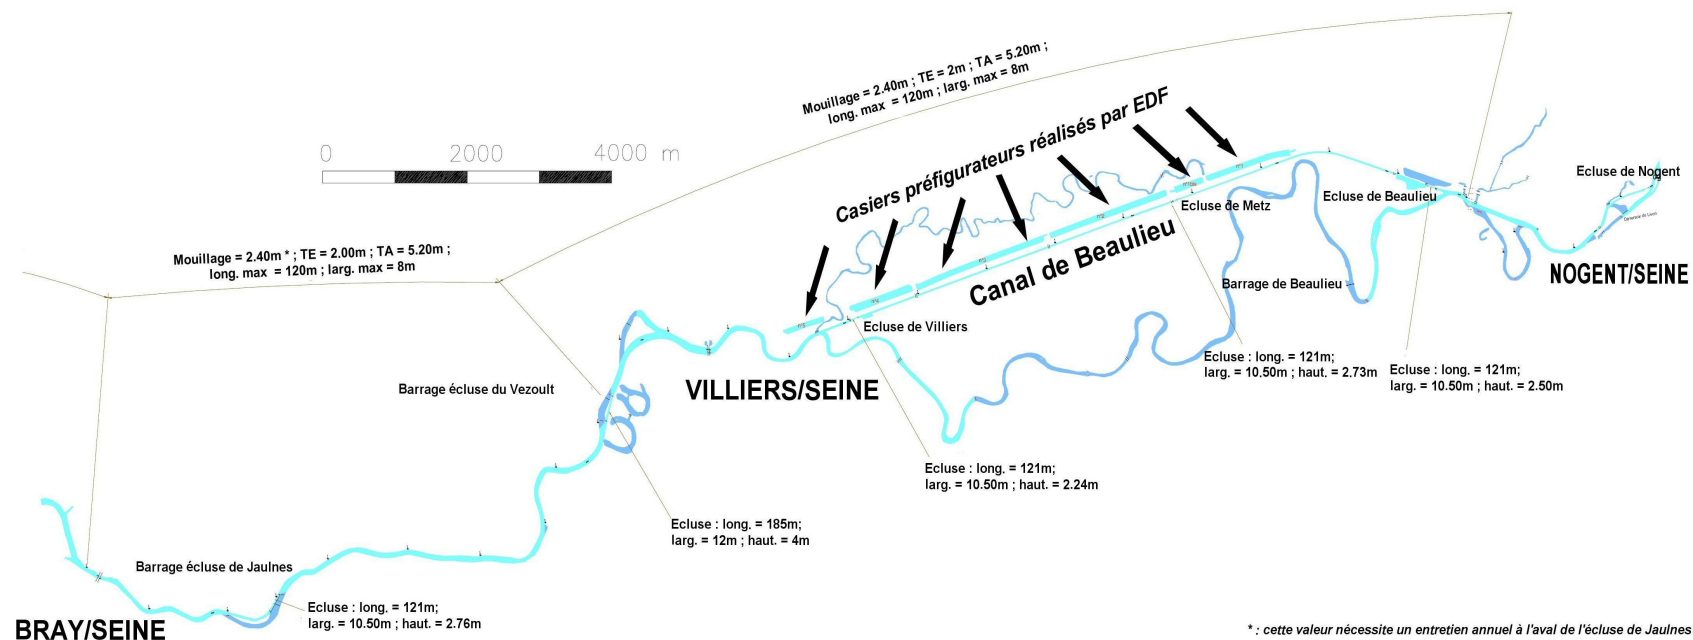 Mouillage = 2.40m ; TE = 2m ; TA = 5.20m ;
long. max = 120m ; larg. max = 8m
Casiers préfigurateurs réalisés par EDF
0 2000 4000 m
Ecluse de Nogent
Ecluse de Beaulieu
Ecluse de Metz
Canal de Beaulieu
Mouillage = 2.40m * ; TE = 2.00m ; TA = 5.20m ;
long. max = 120m ; larg. max = 8m
NOGENT/SEINE
Barrage de Beaulieu
Ecluse de Villiers
Ecluse : long. = 121m;
larg. = 10.50m ; haut. = 2.73m
Ecluse : long. = 121m;
larg. = 10.50m ; haut. = 2.50m
Barrage écluse du Vezoult
VILLIERS/SEINE
Ecluse : long. = 121m;
larg. = 10.50m ; haut. = 2.24m
Ecluse : long. = 185m;
larg. = 12m ; haut. = 4m
Barrage écluse de Jaulnes
Ecluse : long. = 121m;
larg. = 10.50m ; haut. = 2.76m
BRAY/SEINE
* : cette valeur nécessite un entretien annuel à l'aval de l'écluse de Jaulnes